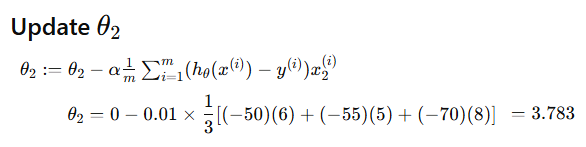 Update θ₂
θ₂ := θ₂ − α 1/m ∑ᵢ₌₁ᵐ (h_θ(x⁽ⁱ⁾) − y⁽ⁱ⁾)x₂⁽ⁱ⁾
θ₂ = 0 − 0.01 × 1/3 [(−50)(6) + (−55)(5) + (−70)(8)] = 3.783